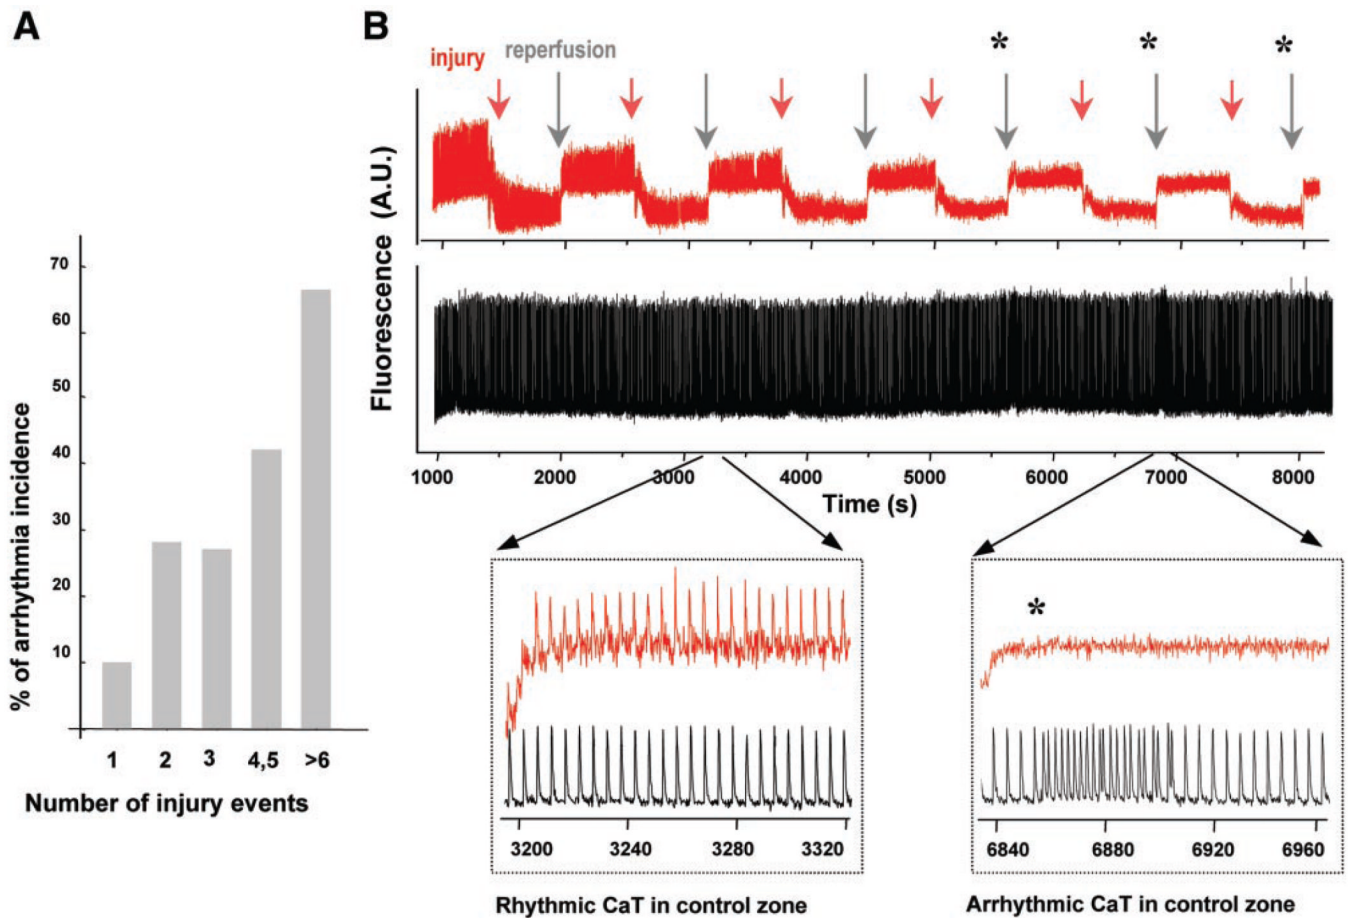 A
B
injury
reperfusion
* * *
Fluorescence (A.U.)
% of arrhythmia incidence
70
60
50
40
30
20
10
1 2 3 4,5 >6
Number of injury events
1000 2000 3000 4000 5000 6000 7000 8000
Time (s)
*
3200 3240 3280 3320
6840 6880 6920 6960
Rhythmic CaT in control zone
Arrhythmic CaT in control zone